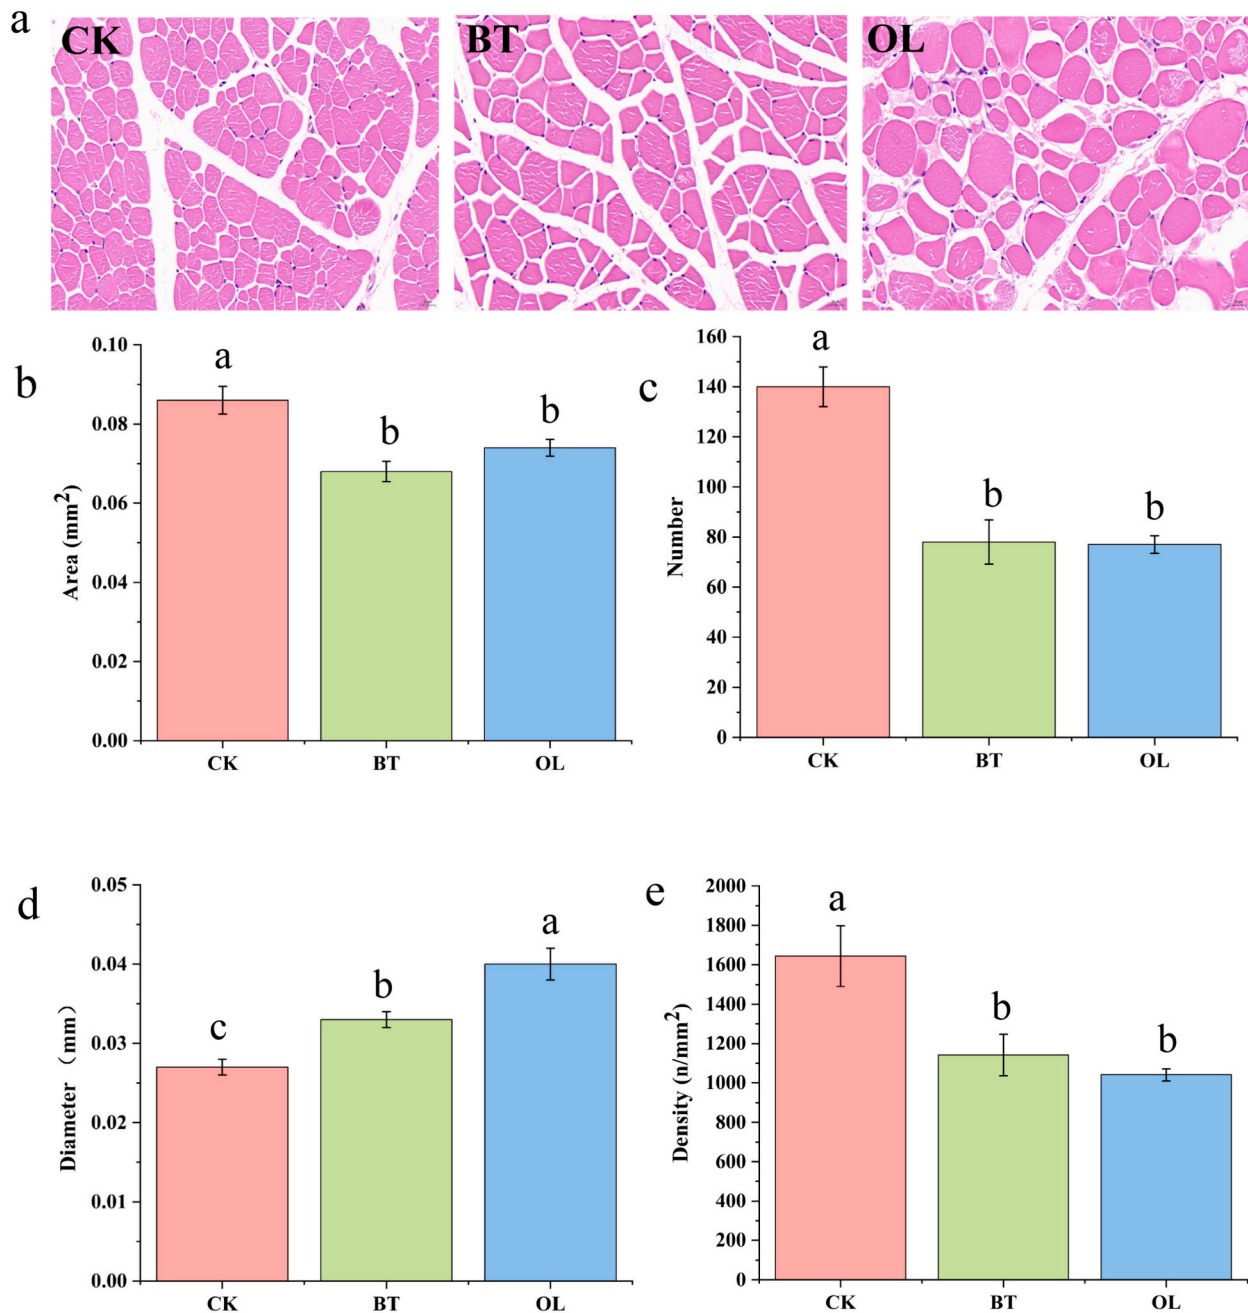 a
CK
BT
OL
b
a
b
b
Area (mm²)
0.10
0.08
0.06
0.04
0.02
0.00
CK
BT
OL
c
a
b
b
Number
160
140
120
100
80
60
40
20
0
CK
BT
OL
d
c
b
a
Diameter （mm）
0.05
0.04
0.03
0.02
0.01
0.00
CK
BT
OL
e
a
b
b
Density (n/mm²)
2000
1800
1600
1400
1200
1000
800
600
400
200
0
CK
BT
OL